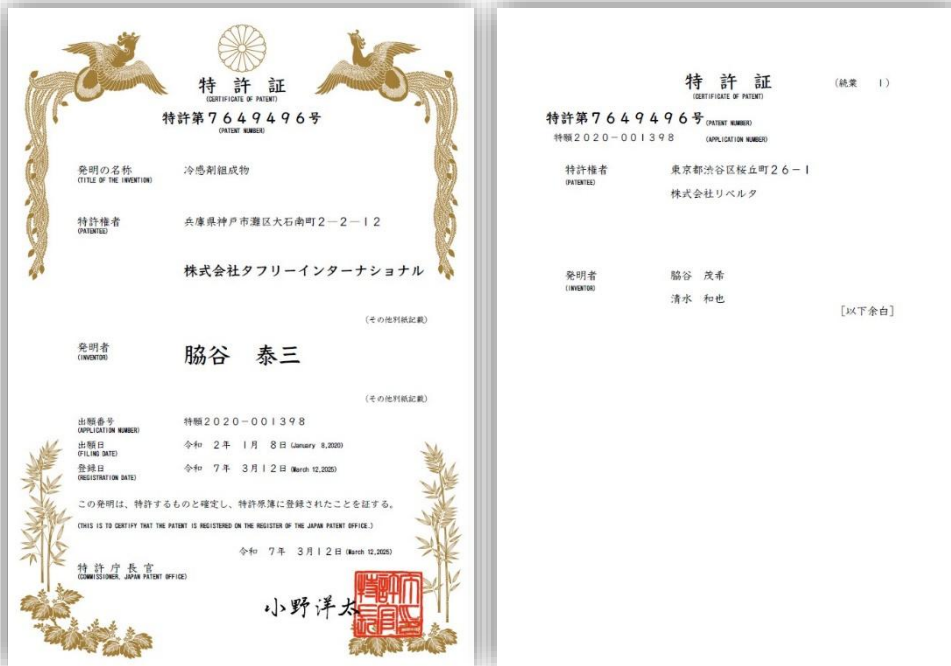 特許証
(CERTIFICATE OF PATENT)
特許第7649496号
(PATENT NUMBER)
発明の名称
(TITLE OF THE INVENTION)
冷感剤組成物
特許権者
(PATENTEE)
兵庫県神戸市灘区大石南町2-2-12
株式会社タフリーインターナショナル
(その他別紙記載)
発明者
(INVENTOR)
脇谷 泰三
(その他別紙記載)
出願番号
(APPLICATION NUMBER)
特願2020-001398
出願日
(FILING DATE)
令和 2年 1月 8日 (January 8,2020)
登録日
(REGISTRATION DATE)
令和 7年 3月12日 (March 12,2025)
この発明は、特許するものと確定し、特許原簿に登録されたことを証する。
(THIS IS TO CERTIFY THAT THE PATENT IS REGISTERED ON THE REGISTER OF THE JAPAN PATENT OFFICE.)
令和 7年 3月12日 (March 12,2025)
特許庁長官
(COMMISSIONER, JAPAN PATENT OFFICE)
小野洋太
特許証
(CERTIFICATE OF PATENT)
(続葉 1)
特許第7649496号 (PATENT NUMBER)
特願2020-001398 (APPLICATION NUMBER)
特許権者
(PATENTEE)
東京都渋谷区桜丘町26-1
株式会社リベルタ
発明者
(INVENTOR)
脇谷 茂希
清水 和也
[以下余白]